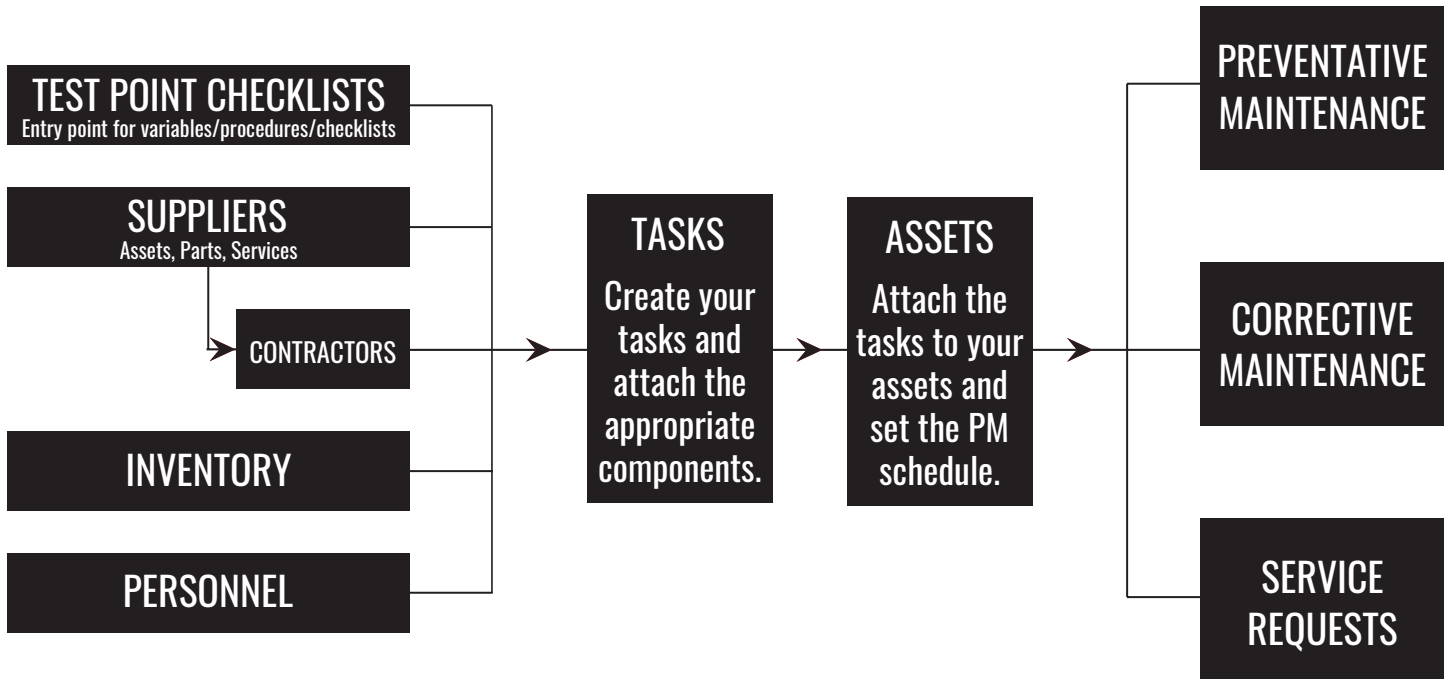 TEST POINT CHECKLISTS
Entry point for variables/procedures/checklists
SUPPLIERS
Assets, Parts, Services
CONTRACTORS
INVENTORY
PERSONNEL
TASKS
Create your
tasks and
attach the
appropriate
components.
ASSETS
Attach the
tasks to your
assets and
set the PM
schedule.
PREVENTATIVE
MAINTENANCE
CORRECTIVE
MAINTENANCE
SERVICE
REQUESTS